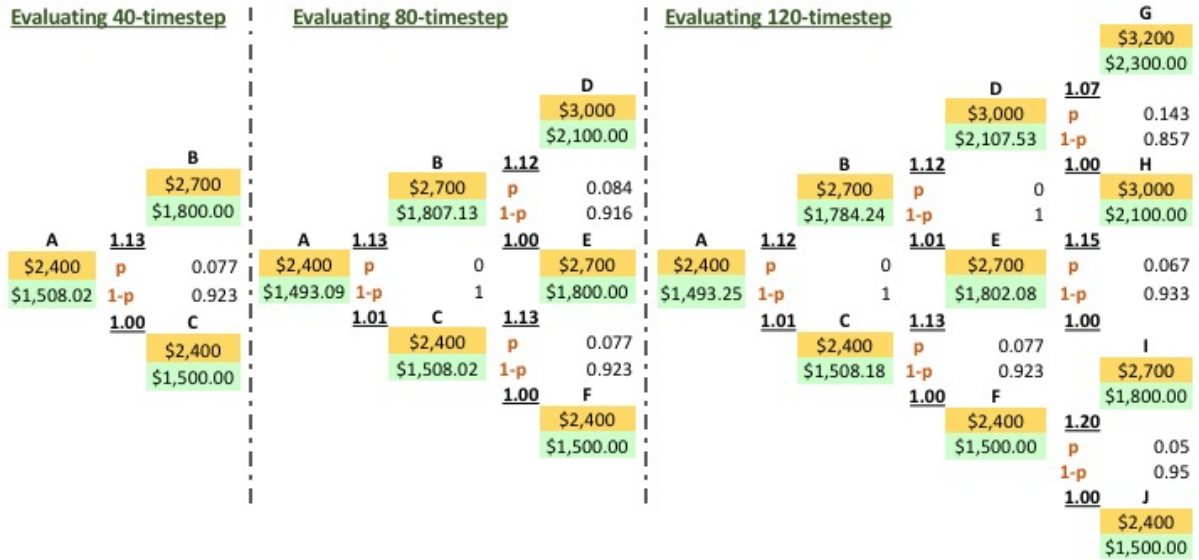 Evaluating 40-timestep
B
$2,700
$1,800.00
A
1.13
$2,400
p 0.077
$1,508.02
1-p 0.923
1.00
C
$2,400
$1,500.00
Evaluating 80-timestep
D
$3,000
$2,100.00
B
1.12
$2,700
p 0.084
$1,807.13
1-p 0.916
A
1.13
1.00
E
$2,400
p 0
$2,700
$1,493.09
1-p 1
$1,800.00
1.01
C
1.13
$2,400
p 0.077
$1,508.02
1-p 0.923
1.00
F
$2,400
$1,500.00
Evaluating 120-timestep
G
$3,200
$2,300.00
D
1.07
$3,000
p 0.143
$2,107.53
1-p 0.857
B
1.12
1.00
H
$2,700
p 0
$3,000
$1,784.24
1-p 1
$2,100.00
A
1.12
1.01
E
1.15
$2,400
p 0
$2,700
p 0.067
$1,493.25
1-p 1
$1,802.08
1-p 0.933
1.01
C
1.13
1.00
$2,400
p 0.077
I
$1,508.18
1-p 0.923
$2,700
1.00
F
$1,800.00
$2,400
1.20
$1,500.00
p 0.05
1-p 0.95
1.00
J
$2,400
$1,500.00